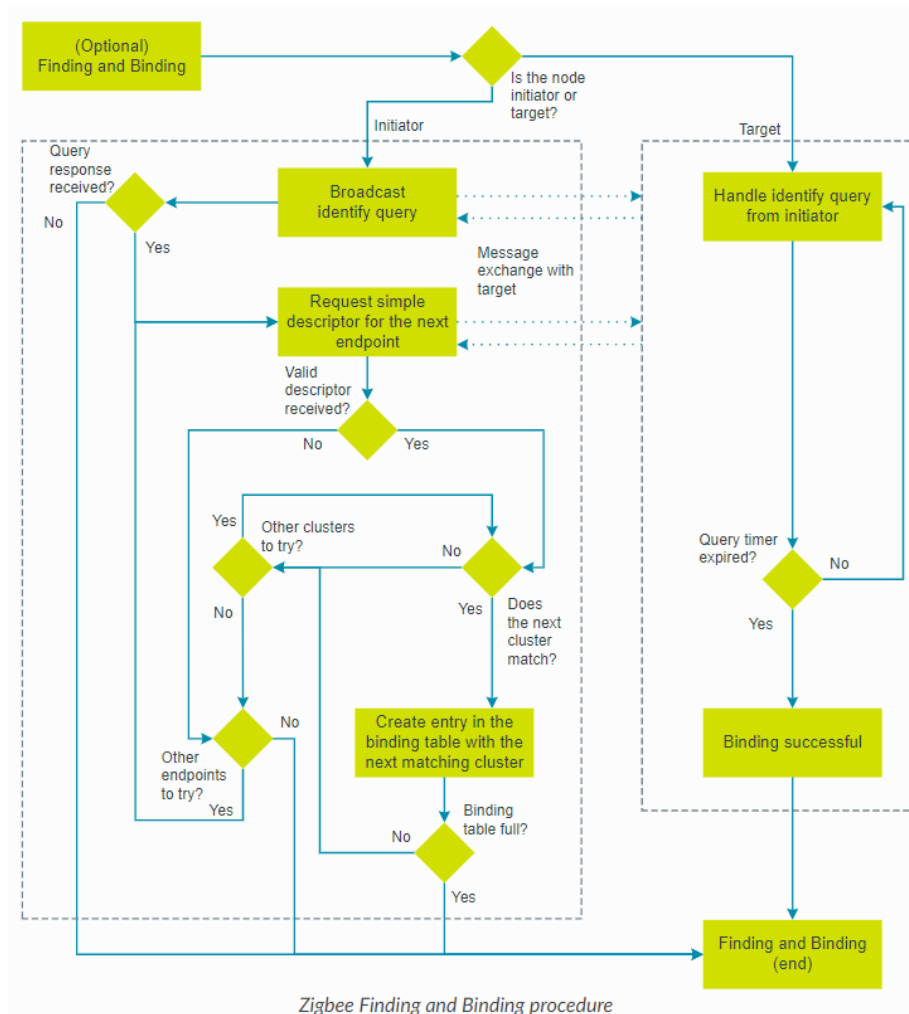 (Optional)
Finding and Binding
Is the node
initiator or
target?
Initiator
Target
Query
response
received?
No
Yes
Broadcast
identify query
Handle identify query
from initiator
Message
exchange with
target
Request simple
descriptor for the next
endpoint
Valid
descriptor
received?
No
Yes
Yes
Other clusters
to try?
No
No
Yes
Does
the next
cluster
match?
Query timer
expired?
No
Yes
Create entry in the
binding table with the
next matching cluster
Binding successful
No
Other
endpoints
to try?
Yes
Binding
table full?
No
Yes
Finding and Binding
(end)
Zigbee Finding and Binding procedure